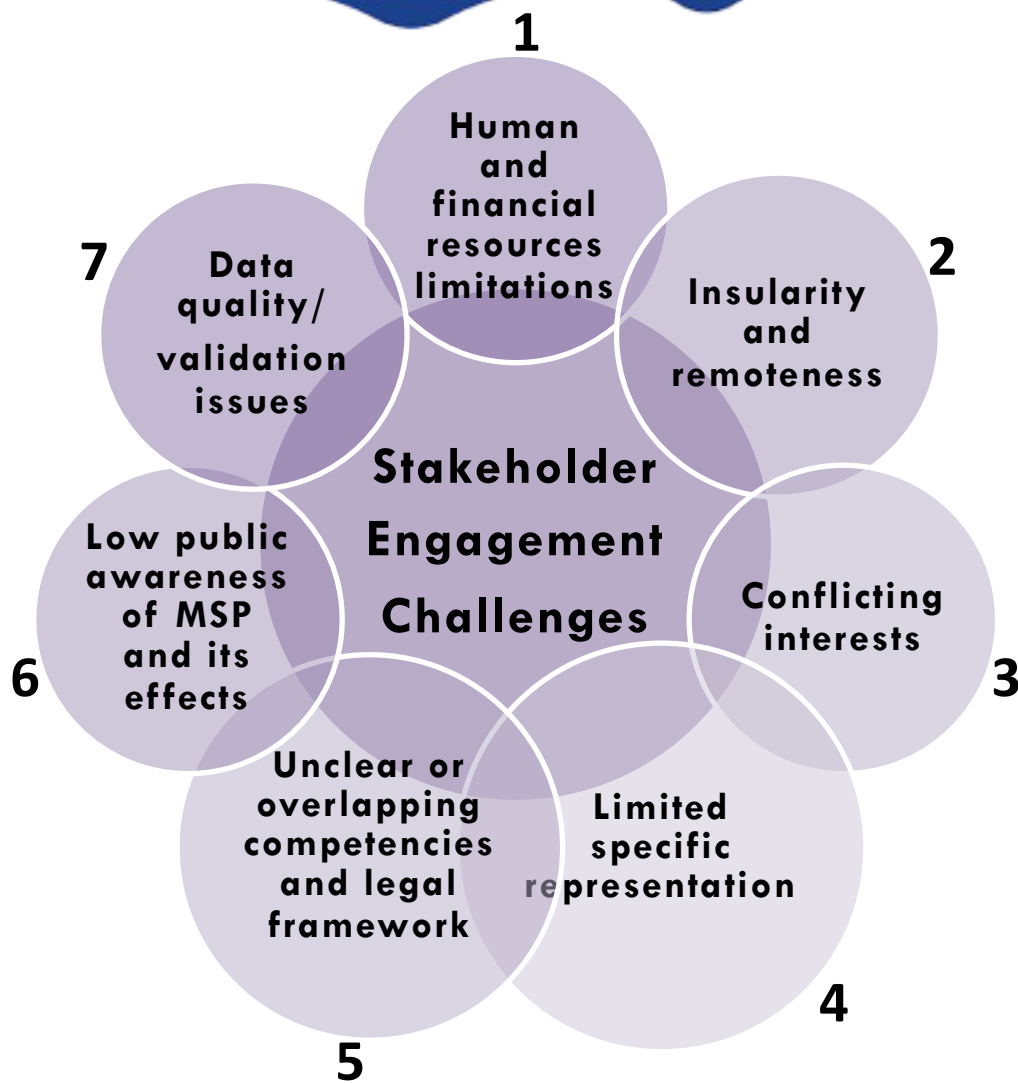 1
Human
and
financial
resources
limitations
2
Insularity
and
remoteness
3
Conflicting
interests
4
Limited
specific
representation
5
Unclear or
overlapping
competencies
and legal
framework
6
Low public
awareness
of MSP
and its
effects
7
Data
quality/
validation
issues
Stakeholder
Engagement
Challenges